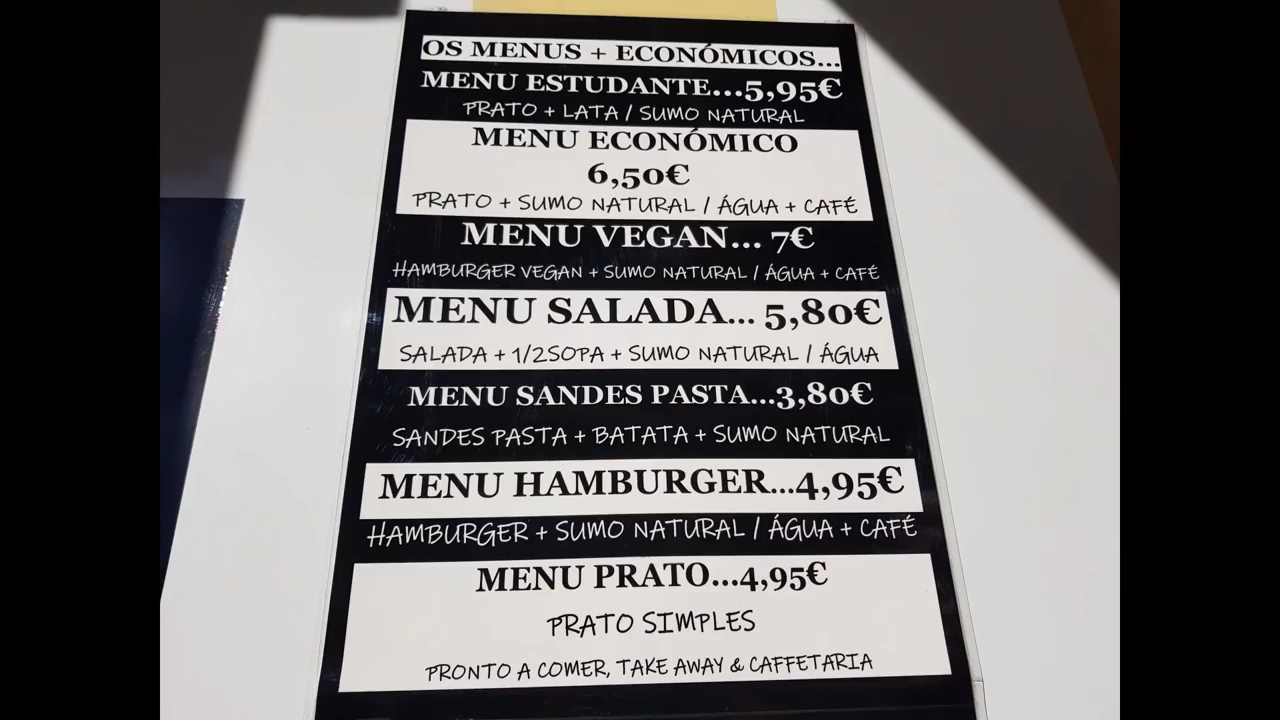 OS MENUS + ECONÓMICOS...
MENU ESTUDANTE...5,95€
PRATO + LATA / SUMO NATURAL
MENU ECONÓMICO
6,50€
PRATO + SUMO NATURAL / ÁGUA + CAFÉ
MENU VEGAN... 7€
HAMBURGER VEGAN + SUMO NATURAL / ÁGUA + CAFÉ
MENU SALADA... 5,80€
SALADA + 1/2SOPA + SUMO NATURAL / ÁGUA
MENU SANDES PASTA...3,80€
SANDES PASTA + BATATA + SUMO NATURAL
MENU HAMBURGER...4,95€
HAMBURGER + SUMO NATURAL / ÁGUA + CAFÉ
MENU PRATO...4,95€
PRATO SIMPLES
PRONTO A COMER, TAKE AWAY & CAFFETARIA